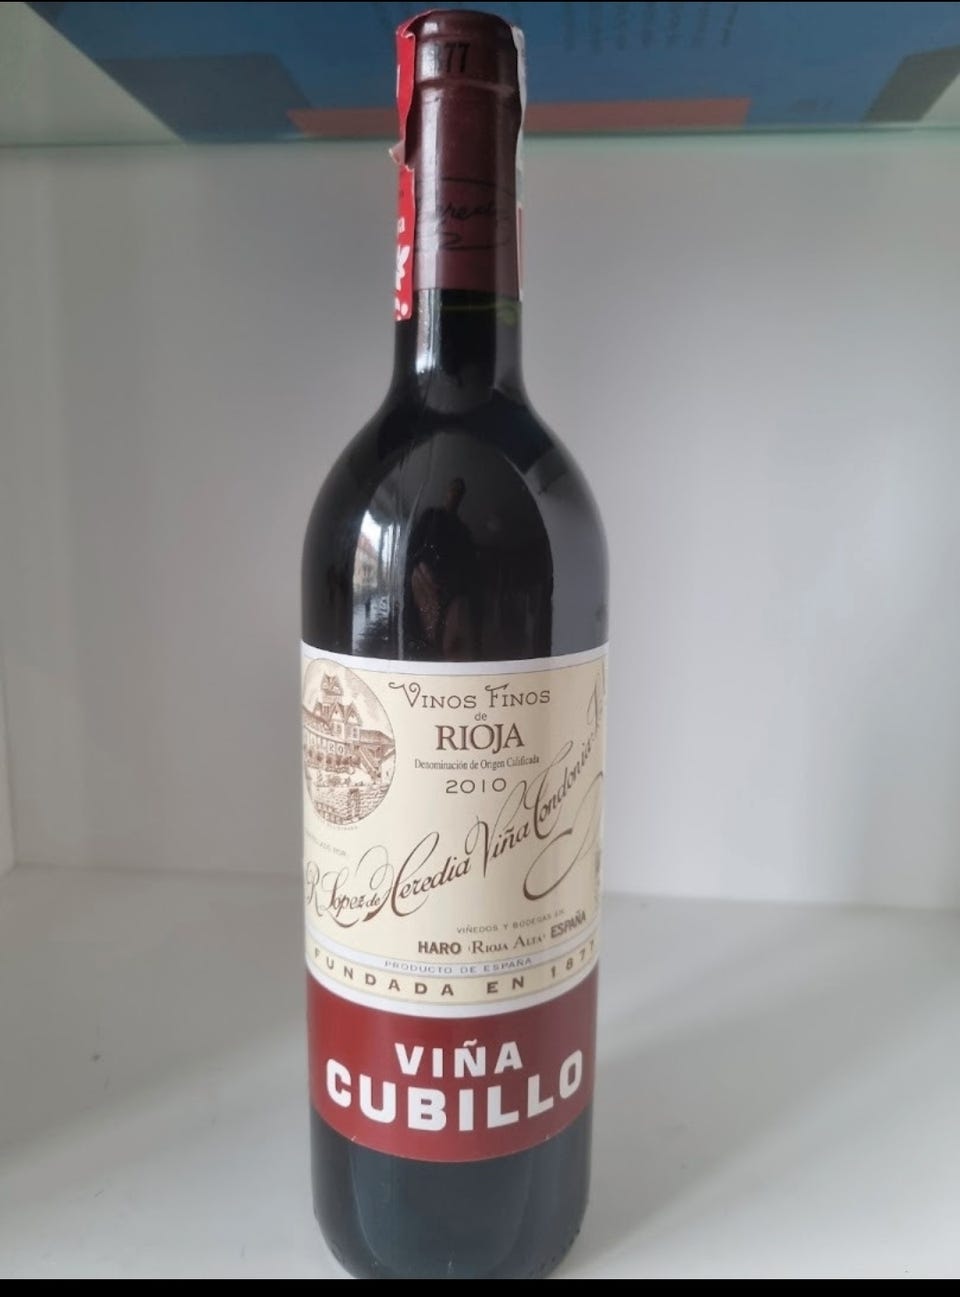 77
Vinos Finos
de
RIOJA
Denominación de Origen Calificada
2010
R. López de Heredia Viña Tondonia
VIÑEDOS Y BODEGAS EN
HARO (RIOJA ALTA) ESPAÑA
PRODUCTO DE ESPAÑA
FUNDADA EN 1877
VIÑA
CUBILLO